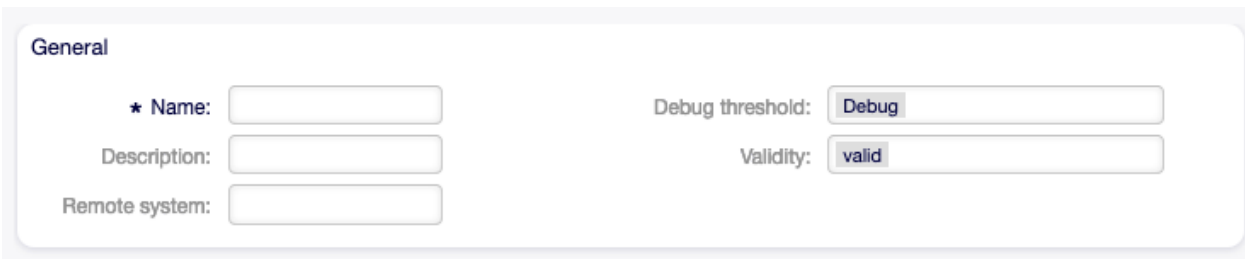 General
★ Name:
Debug threshold: Debug
Description:
Validity: valid
Remote system: